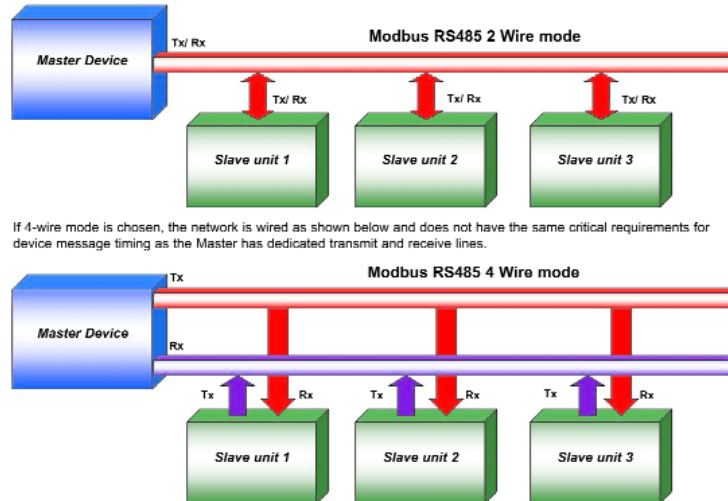 Modbus RS485 2 Wire mode
Tx/ Rx
Master Device
Tx/ Rx
Tx/ Rx
Tx/ Rx
Slave unit 1
Slave unit 2
Slave unit 3
If 4-wire mode is chosen, the network is wired as shown below and does not have the same critical requirements for
device message timing as the Master has dedicated transmit and receive lines.
Modbus RS485 4 Wire mode
Tx
Master Device
Rx
Tx
Rx
Tx
Rx
Tx
Rx
Slave unit 1
Slave unit 2
Slave unit 3